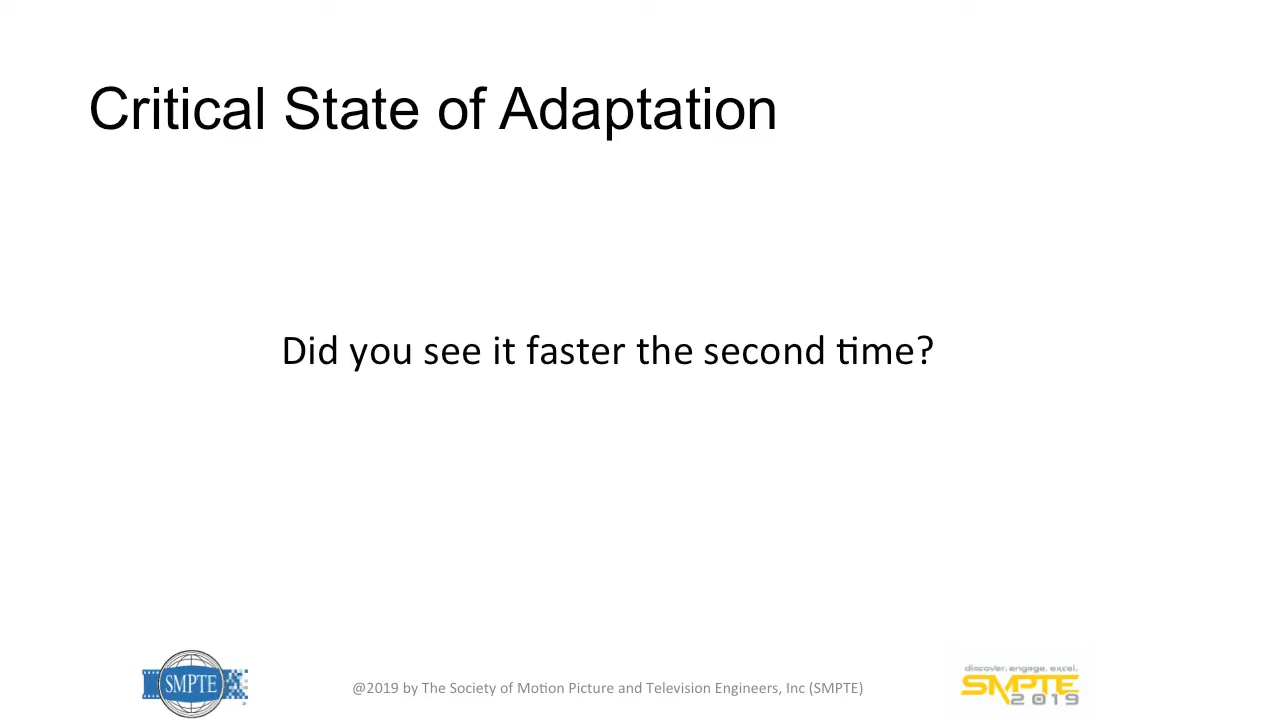 Critical State of Adaptation
Did you see it faster the second time?
SMPTE
@2019 by The Society of Motion Picture and Television Engineers, Inc (SMPTE)
discover. engage. excel.
SMPTE
2019